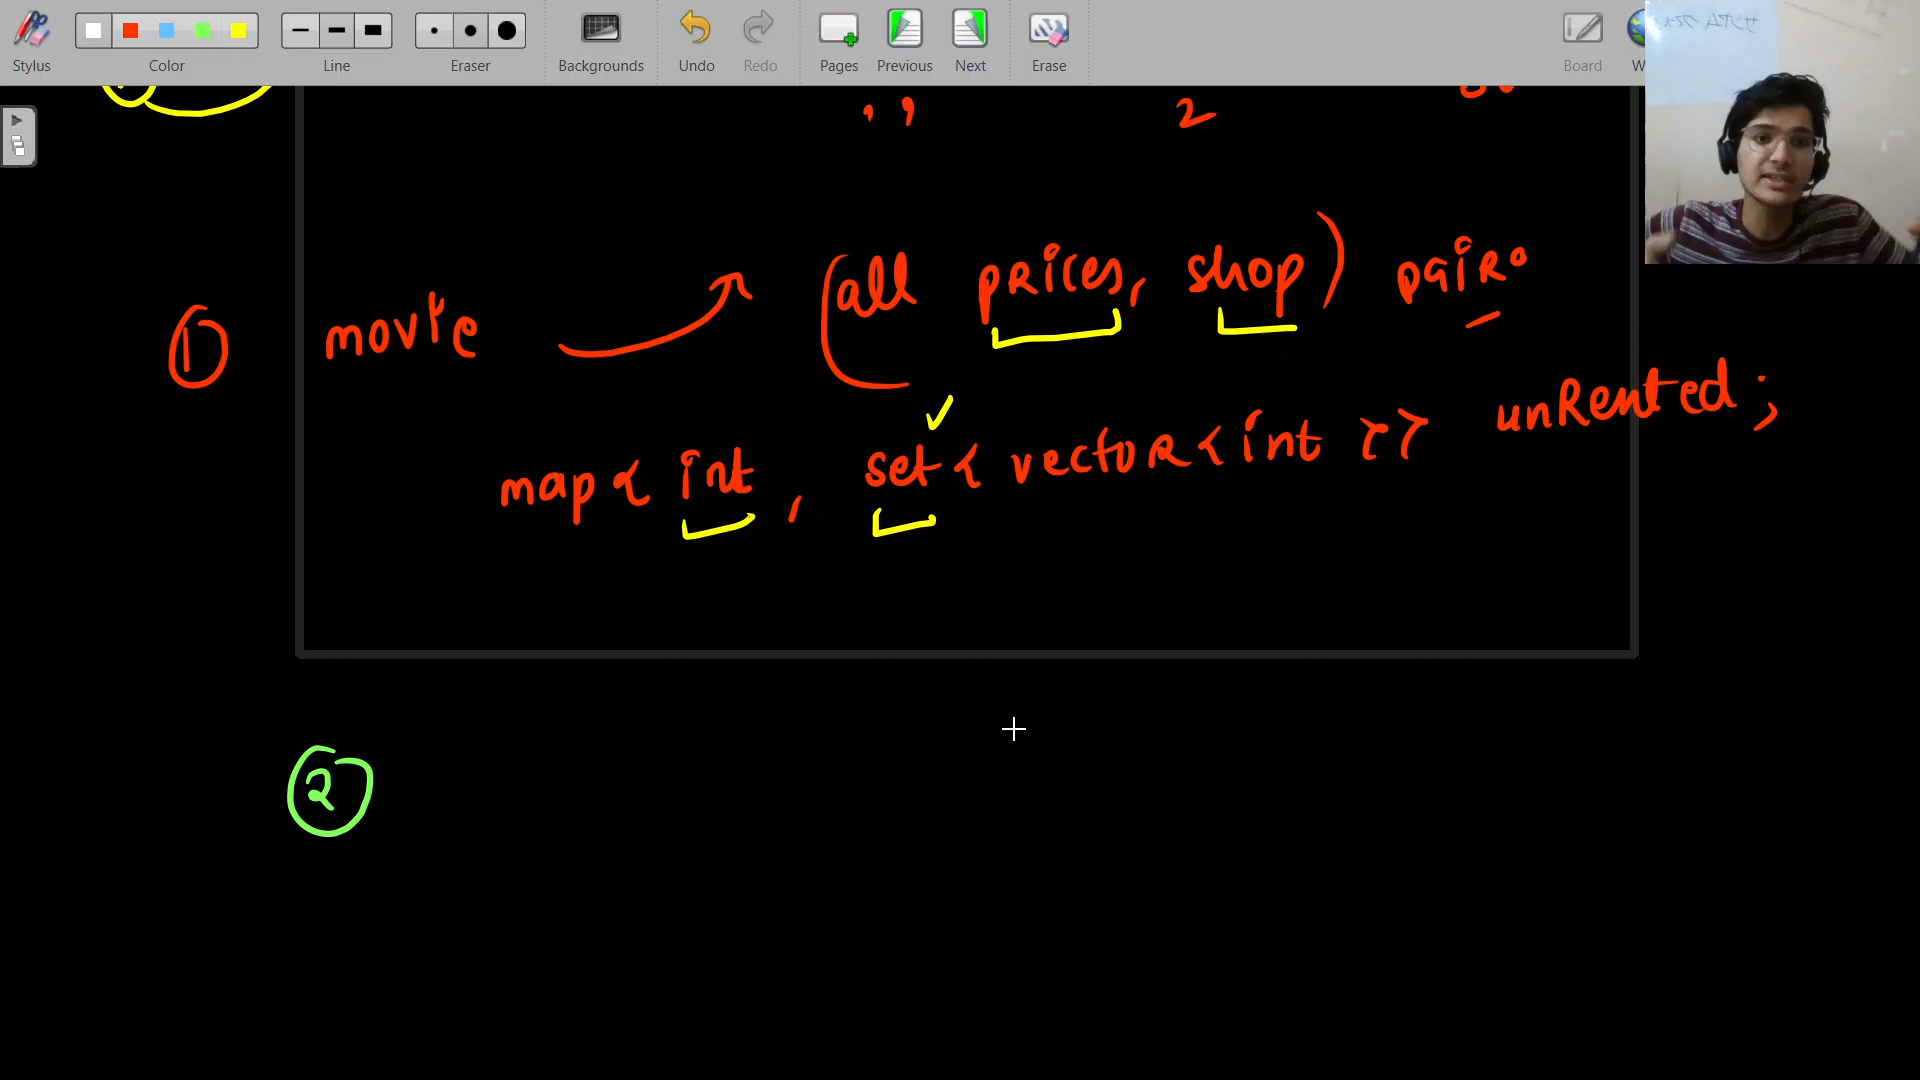 Stylus
Color
Line
Eraser
Backgrounds
Undo
Redo
Pages
Previous
Next
Erase
Board
W
, ,
2
① movie (all prices, shop) pairs
map < int , set < vector < int >> unRented ;
②